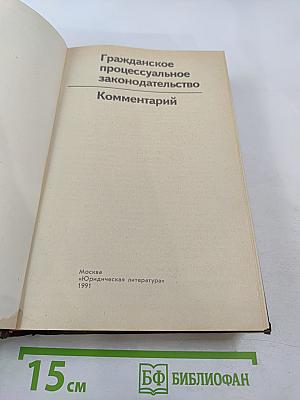 Гражданское
процессуальное
законодательство
Комментарий
Москва
«Юридическая литература»
1991
15 см
БФ БИБЛИОФАН